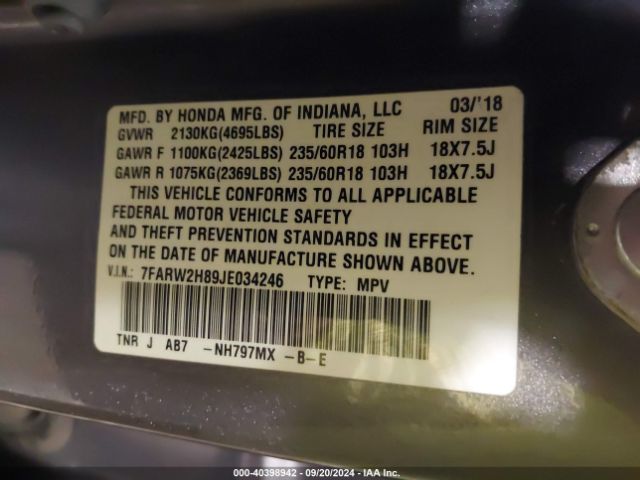 MFD. BY HONDA MFG. OF INDIANA, LLC 03/'18
GVWR 2130KG(4695LBS) TIRE SIZE RIM SIZE
GAWR F 1100KG(2425LBS) 235/60R18 103H 18X7.5J
GAWR R 1075KG(2369LBS) 235/60R18 103H 18X7.5J
THIS VEHICLE CONFORMS TO ALL APPLICABLE
FEDERAL MOTOR VEHICLE SAFETY
AND THEFT PREVENTION STANDARDS IN EFFECT
ON THE DATE OF MANUFACTURE SHOWN ABOVE.
V.I.N.: 7FARW2H89JE034246 TYPE: MPV
TNR J AB7 -NH797MX -B-E
000-40398942 - 09/20/2024 - IAA Inc.